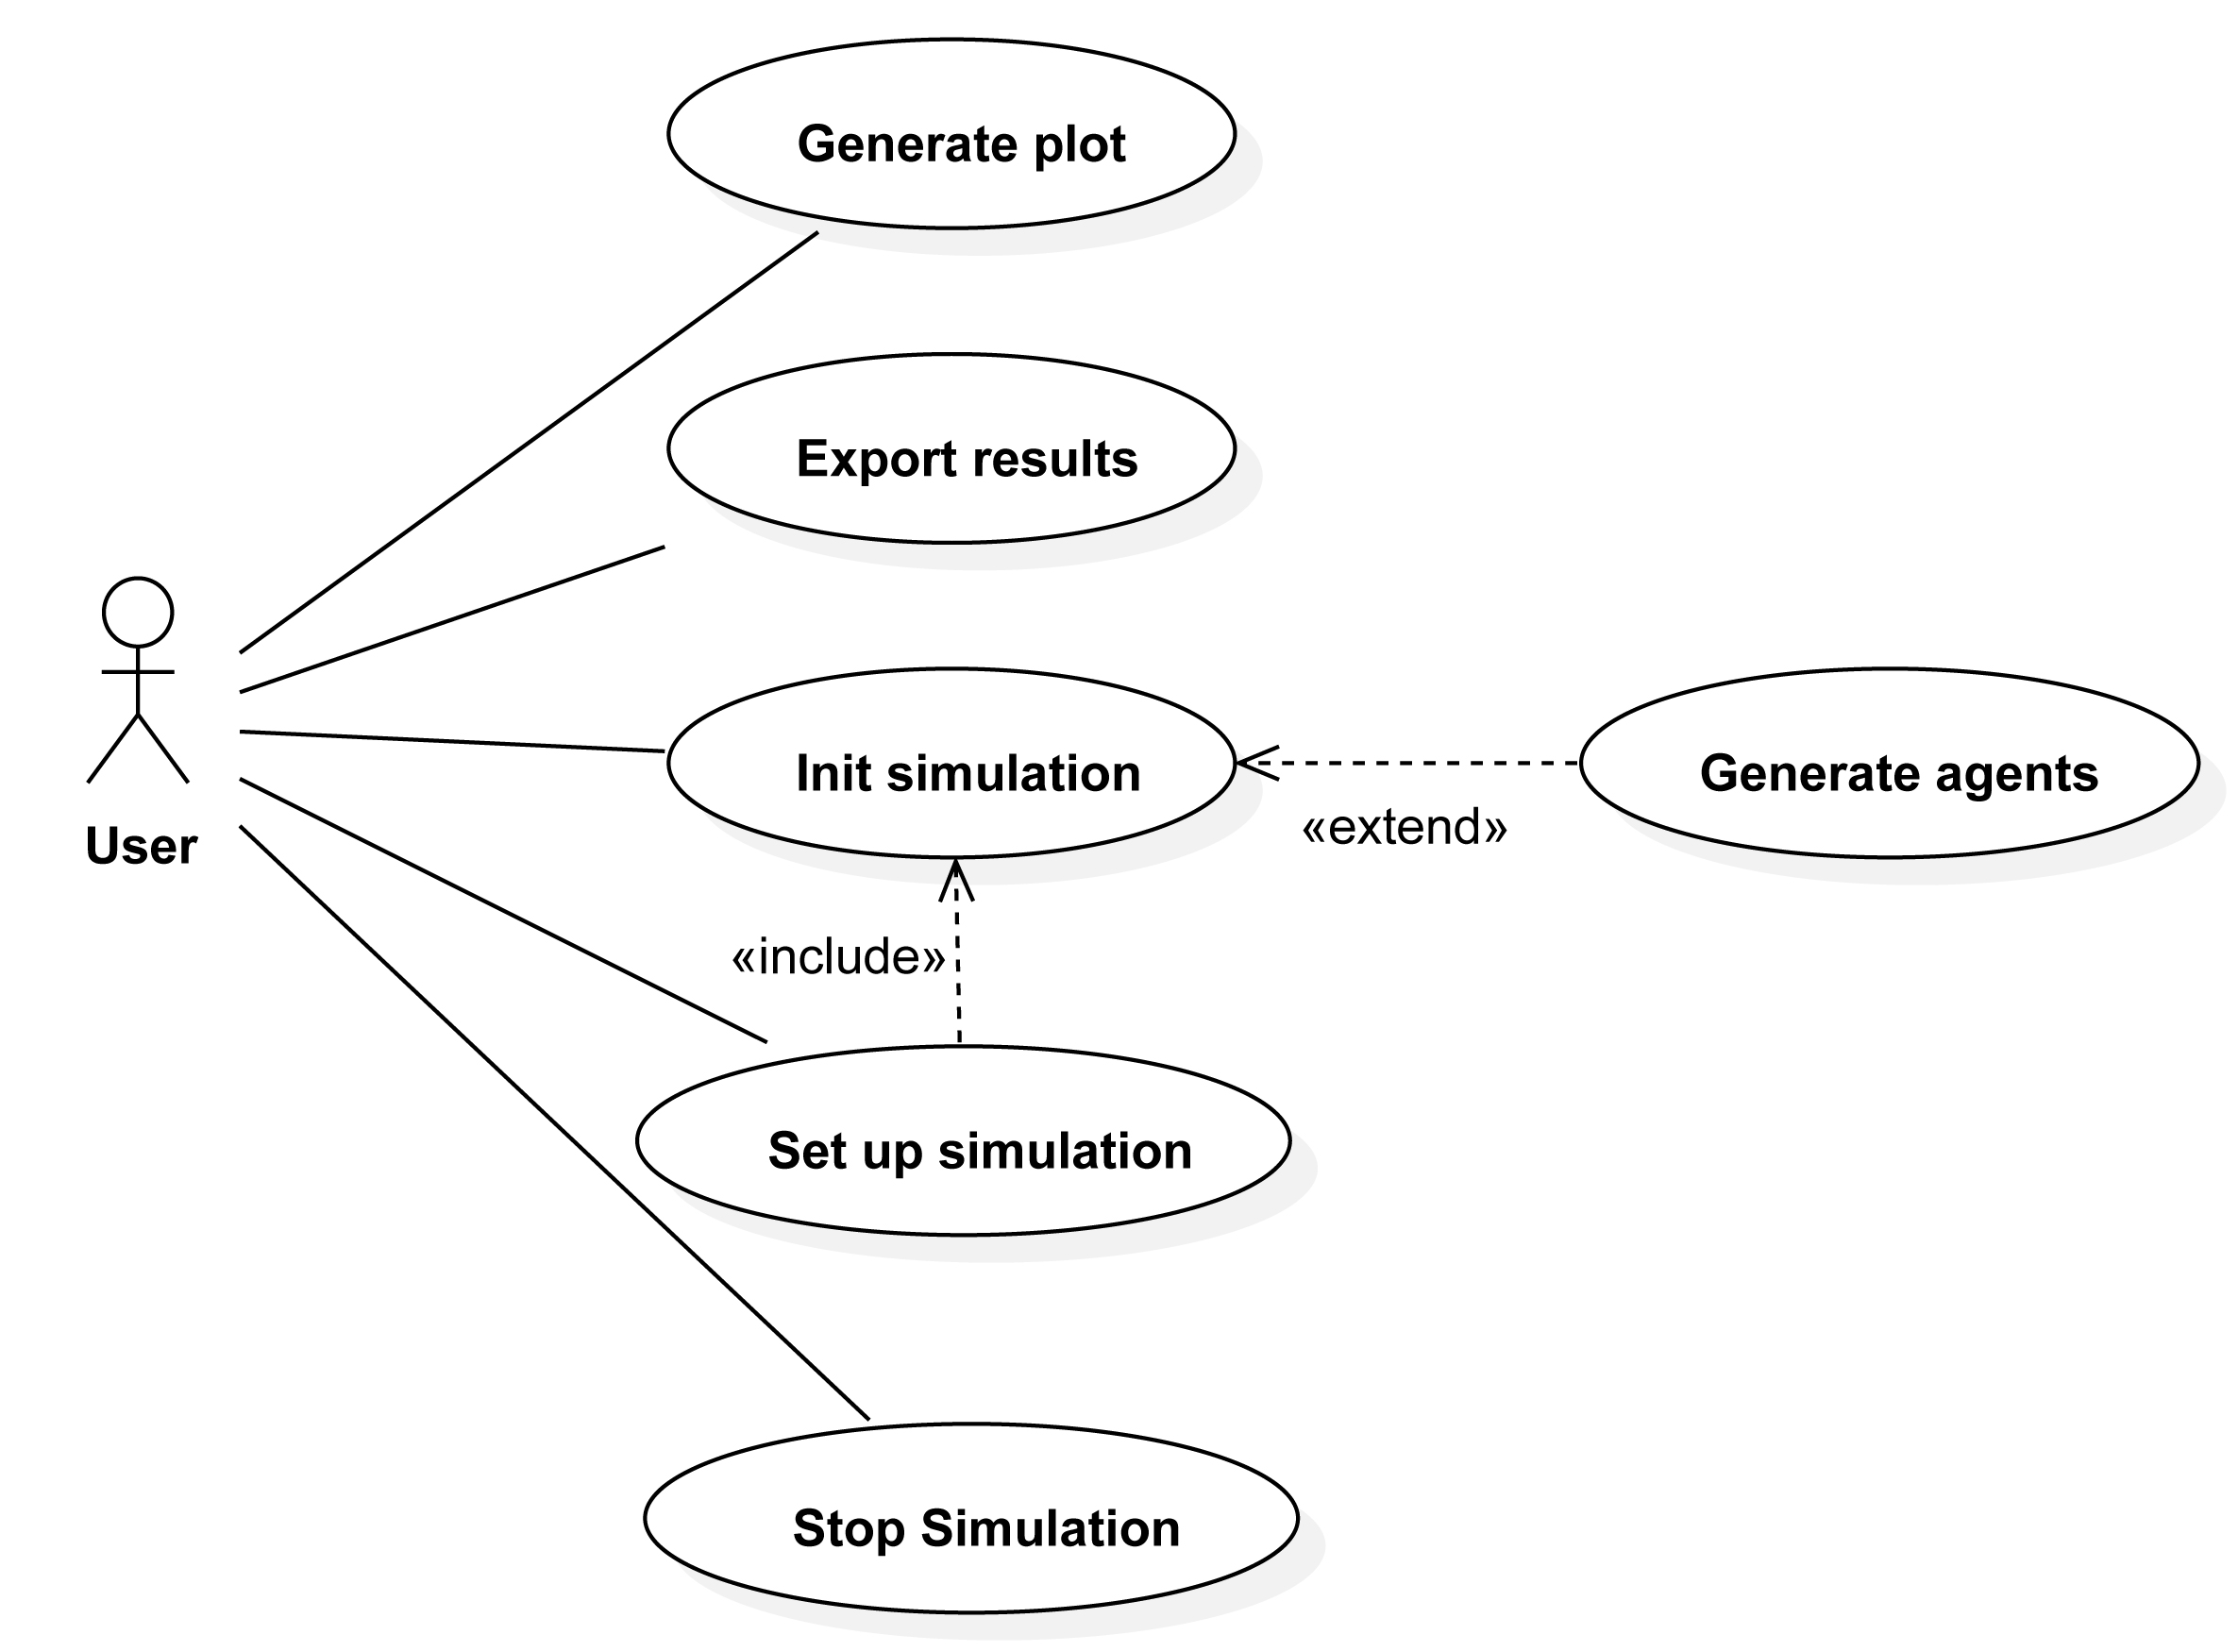 Generate plot
Export results
Init simulation
Generate agents
«extend»
User
«include»
Set up simulation
Stop Simulation